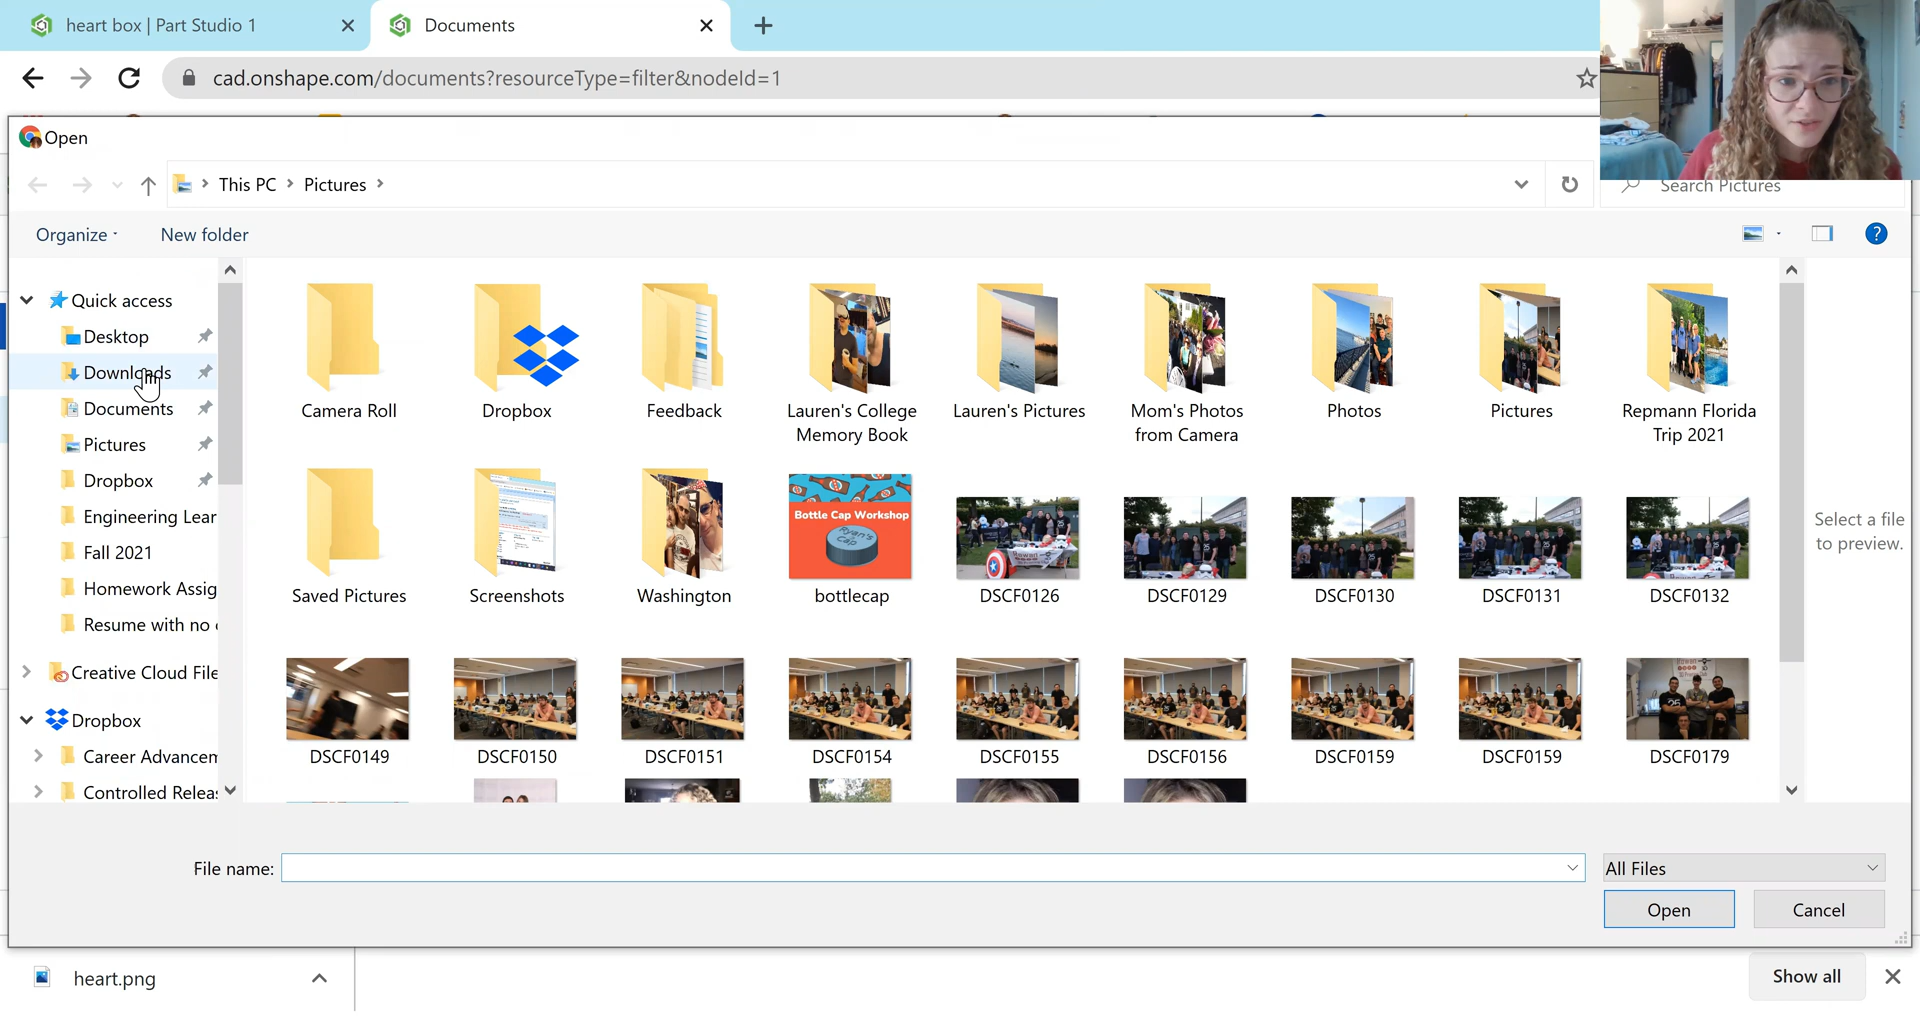 heart box | Part Studio 1
Documents
cad.onshape.com/documents?resourceType=filter&nodeId=1
Open
This PC
Pictures
Search Pictures
Organize
New folder
Quick access
Desktop
Downloads
Documents
Pictures
Dropbox
Engineering Lear
Fall 2021
Homework Assig
Resume with no
Creative Cloud File
Dropbox
Career Advancem
Controlled Releas
Camera Roll
Dropbox
Feedback
Lauren's College
Memory Book
Lauren's Pictures
Mom's Photos
from Camera
Photos
Pictures
Repmann Florida
Trip 2021
Bottle Cap Workshop
Ryan's
Cap
Saved Pictures
Screenshots
Washington
bottlecap
DSCF0126
DSCF0129
DSCF0130
DSCF0131
DSCF0132
DSCF0149
DSCF0150
DSCF0151
DSCF0154
DSCF0155
DSCF0156
DSCF0159
DSCF0159
DSCF0179
Select a file
to preview.
File name:
All Files
Open
Cancel
heart.png
Show all